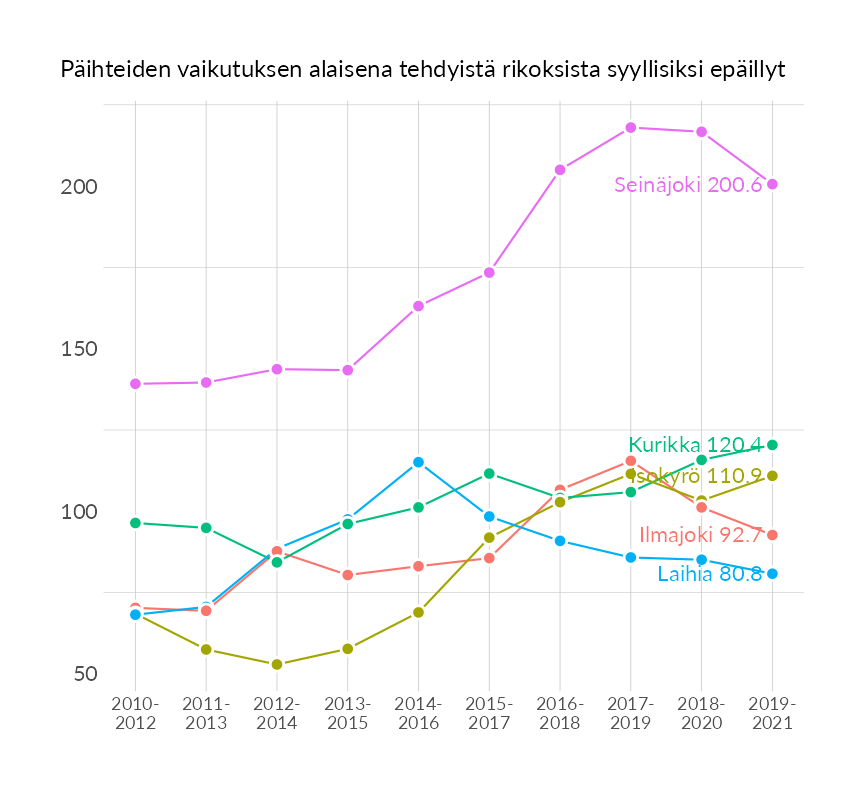 Päihteiden vaikutuksen alaisena tehdyistä rikoksista syyllisiksi epäillyt
200
150
100
50
Seinäjoki 200.6
Kurikka 120.4
Isokyrö 110.9
Ilmajoki 92.7
Laihia 80.8
2010- 2011- 2012- 2013- 2014- 2015- 2016- 2017- 2018- 2019-
2012 2013 2014 2015 2016 2017 2018 2019 2020 2021